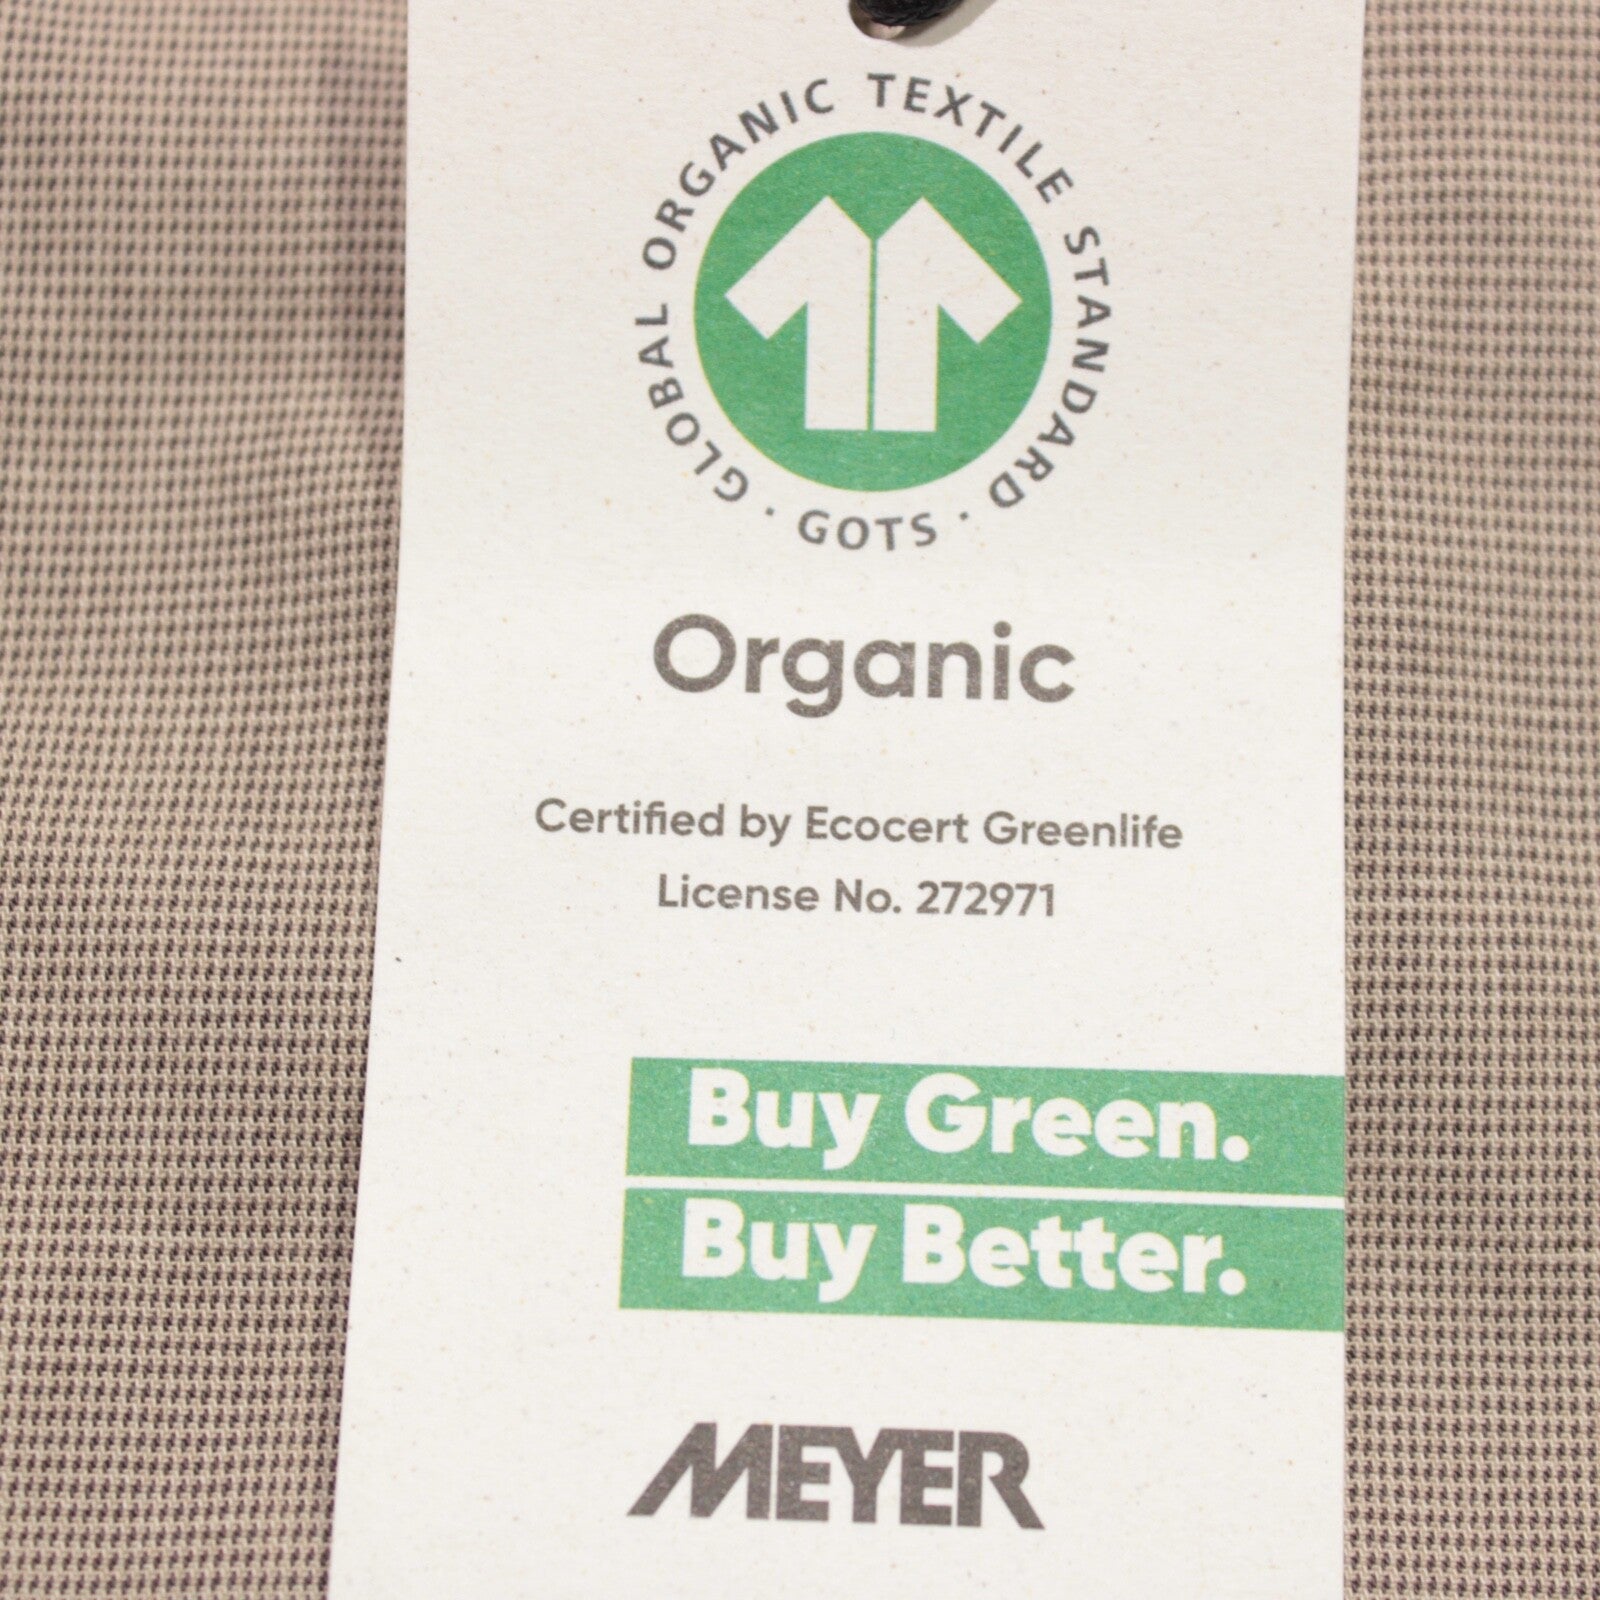 GLOBAL ORGANIC TEXTILE STANDARD · GOTS ·
Organic
Certified by Ecocert Greenlife
License No. 272971
Buy Green.
Buy Better.
MEYER